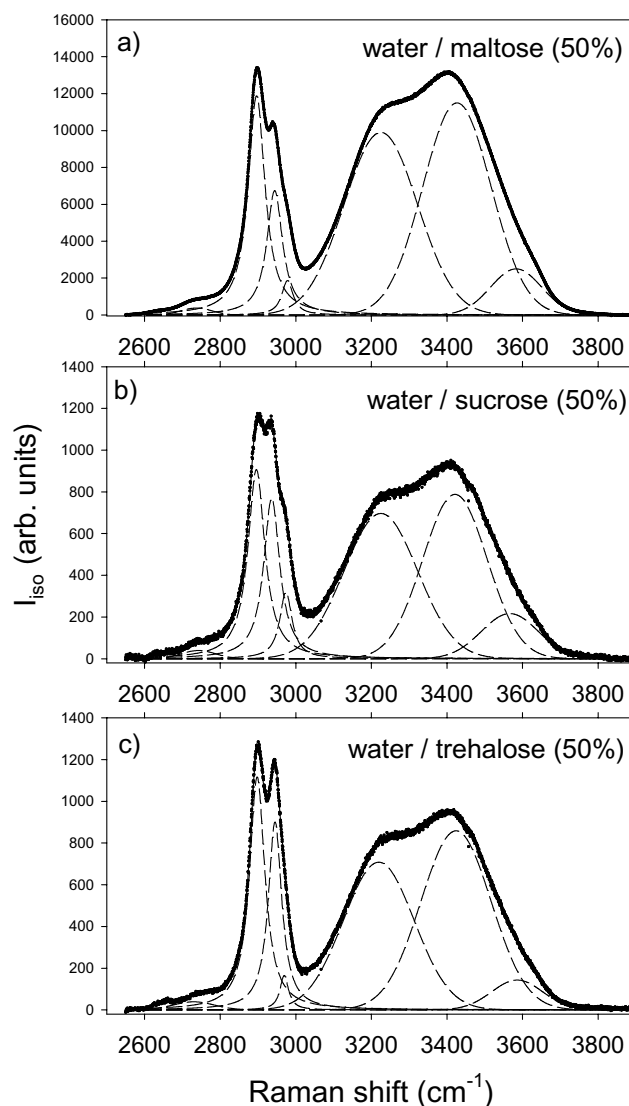 a)
water / maltose (50%)
16000
14000
12000
10000
8000
6000
4000
2000
0
2600 2800 3000 3200 3400 3600 3800
b)
water / sucrose (50%)
1400
1200
1000
800
600
400
200
0
2600 2800 3000 3200 3400 3600 3800
I_iso (arb. units)
c)
water / trehalose (50%)
1400
1200
1000
800
600
400
200
0
2600 2800 3000 3200 3400 3600 3800
Raman shift (cm⁻¹)